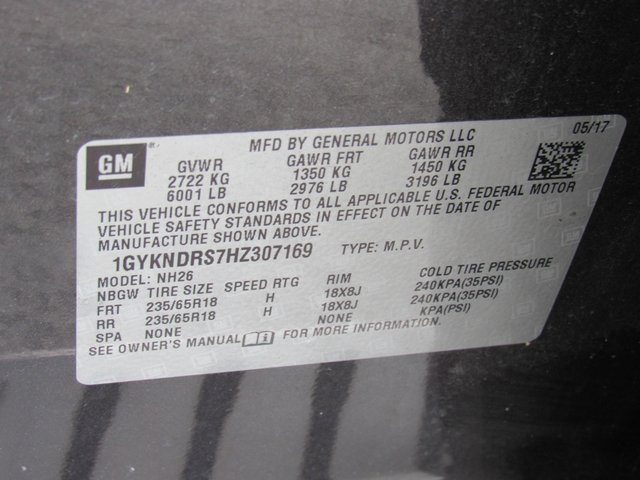 GM
MFD BY GENERAL MOTORS LLC 05/17
GVWR GAWR FRT GAWR RR
2722 KG 1350 KG 1450 KG
6001 LB 2976 LB 3196 LB
THIS VEHICLE CONFORMS TO ALL APPLICABLE U.S. FEDERAL MOTOR
VEHICLE SAFETY STANDARDS IN EFFECT ON THE DATE OF
MANUFACTURE SHOWN ABOVE.
1GYKNDRS7HZ307169 TYPE: M.P.V.
MODEL: NH26
NBGW TIRE SIZE SPEED RTG RIM COLD TIRE PRESSURE
FRT 235/65R18 H 18X8J 240KPA(35PSI)
RR 235/65R18 H 18X8J 240KPA(35PSI)
SPA NONE NONE KPA(PSI)
SEE OWNER'S MANUAL FOR MORE INFORMATION.